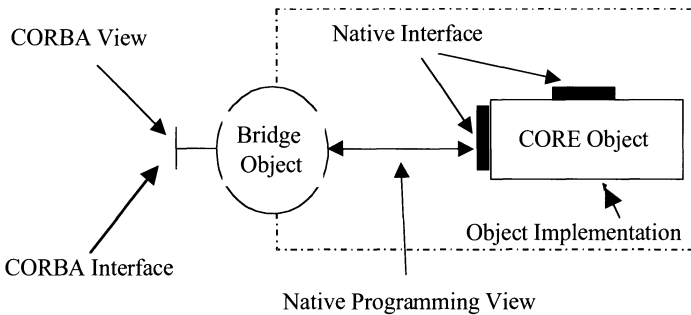 CORBA View
Native Interface
Bridge
Object
CORE Object
Object Implementation
CORBA Interface
Native Programming View